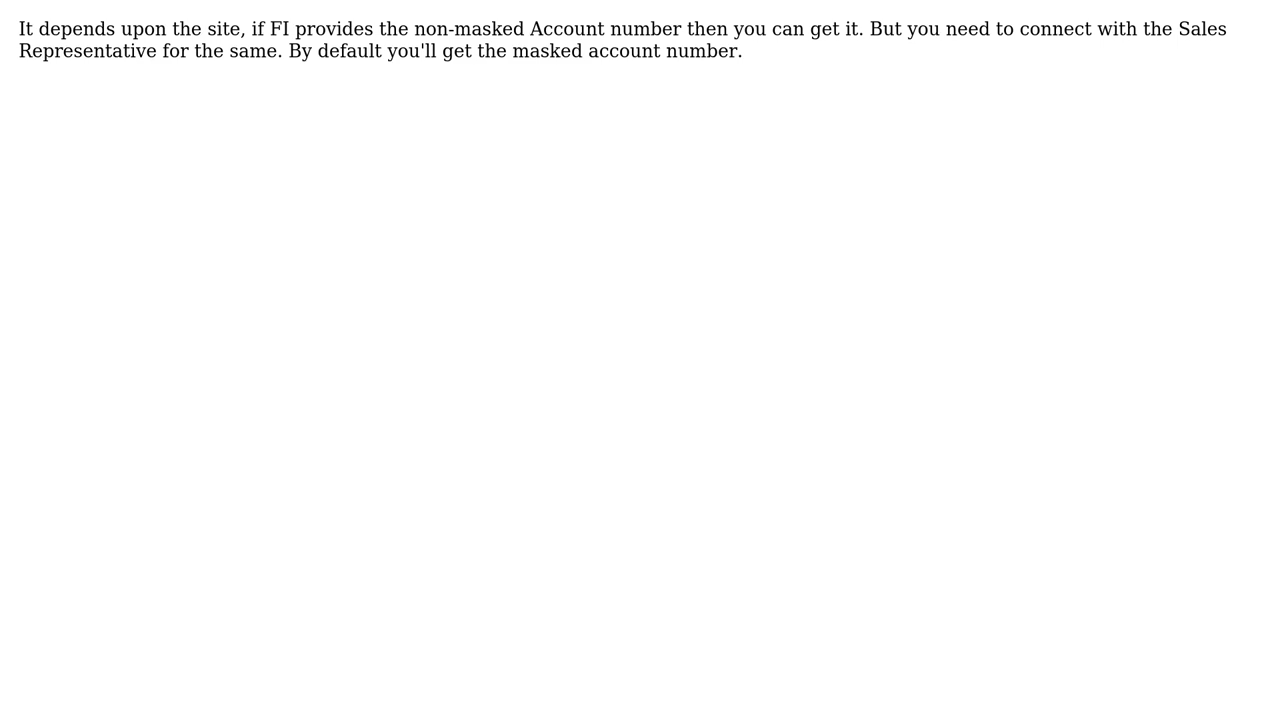 It depends upon the site, if FI provides the non-masked Account number then you can get it. But you need to connect with the Sales
Representative for the same. By default you'll get the masked account number.